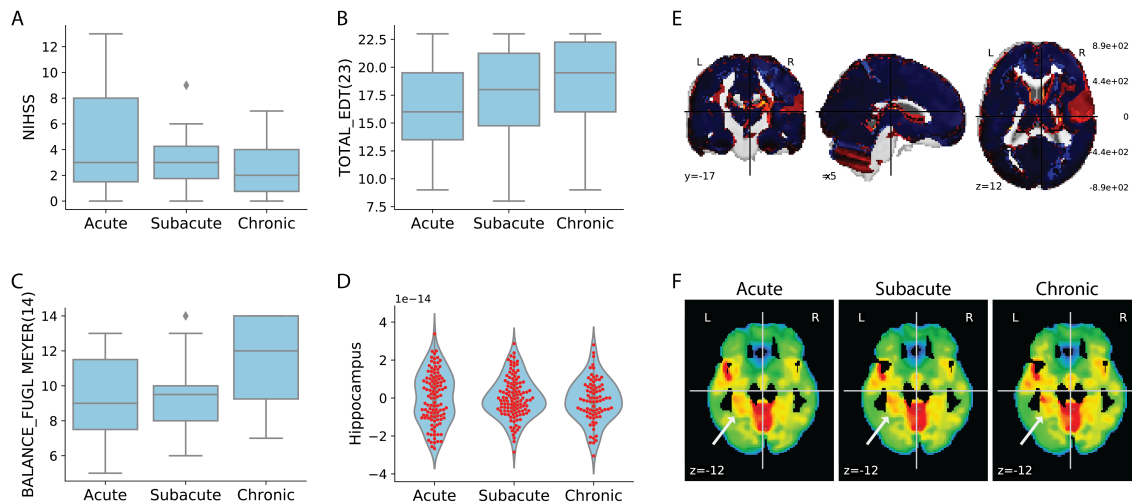 A
NIHSS
12
10
8
6
4
2
0
Acute
Subacute
Chronic
B
TOTAL_EDT(23)
22.5
20.0
17.5
15.0
12.5
10.0
7.5
Acute
Subacute
Chronic
E
L
R
y=-17
=x5
L
R
z=12
8.9e+02
4.4e+02
0
-4.4e+02
-8.9e+02
C
BALANCE_FUGL MEYER(14)
14
12
10
8
6
Acute
Subacute
Chronic
D
1e−14
Hippocampus
4
2
0
−2
−4
Acute
Subacute
Chronic
F
Acute
Subacute
Chronic
L
R
z=-12
L
R
z=-12
L
R
z=-12